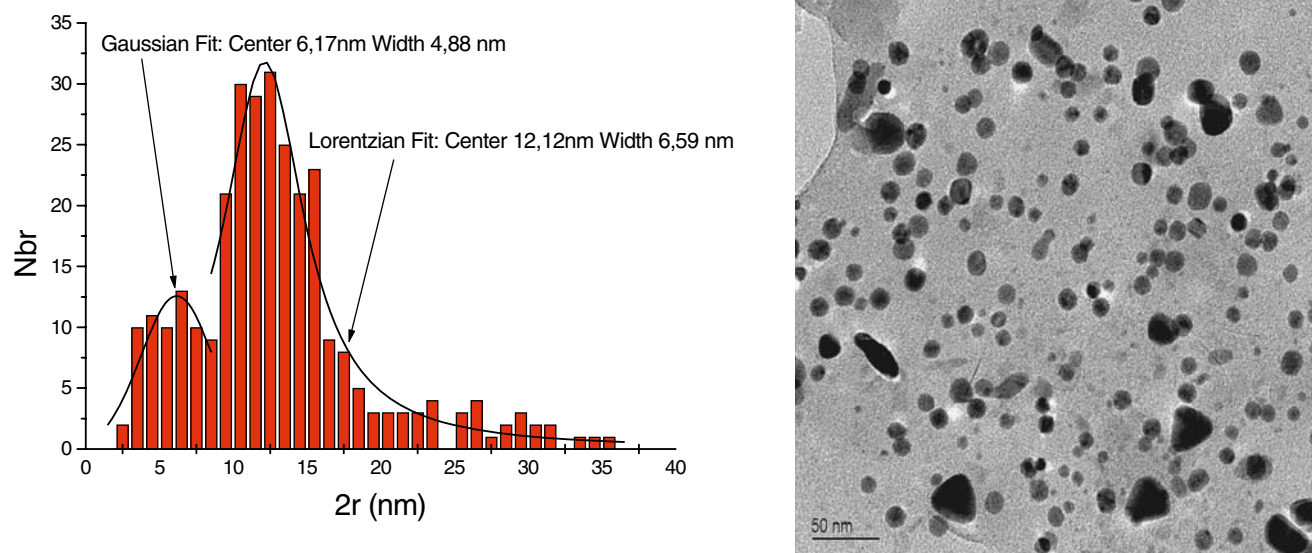 Gaussian Fit: Center 6,17nm Width 4,88 nm
Lorentzian Fit: Center 12,12nm Width 6,59 nm
Nbr
35
30
25
20
15
10
5
0
0 5 10 15 20 25 30 35 40
2r (nm)
50 nm